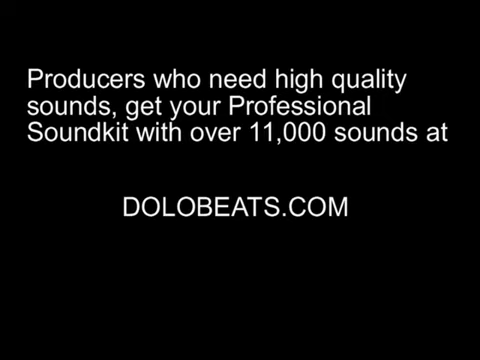 Producers who need high quality
sounds, get your Professional
Soundkit with over 11,000 sounds at
DOLOBEATS.COM